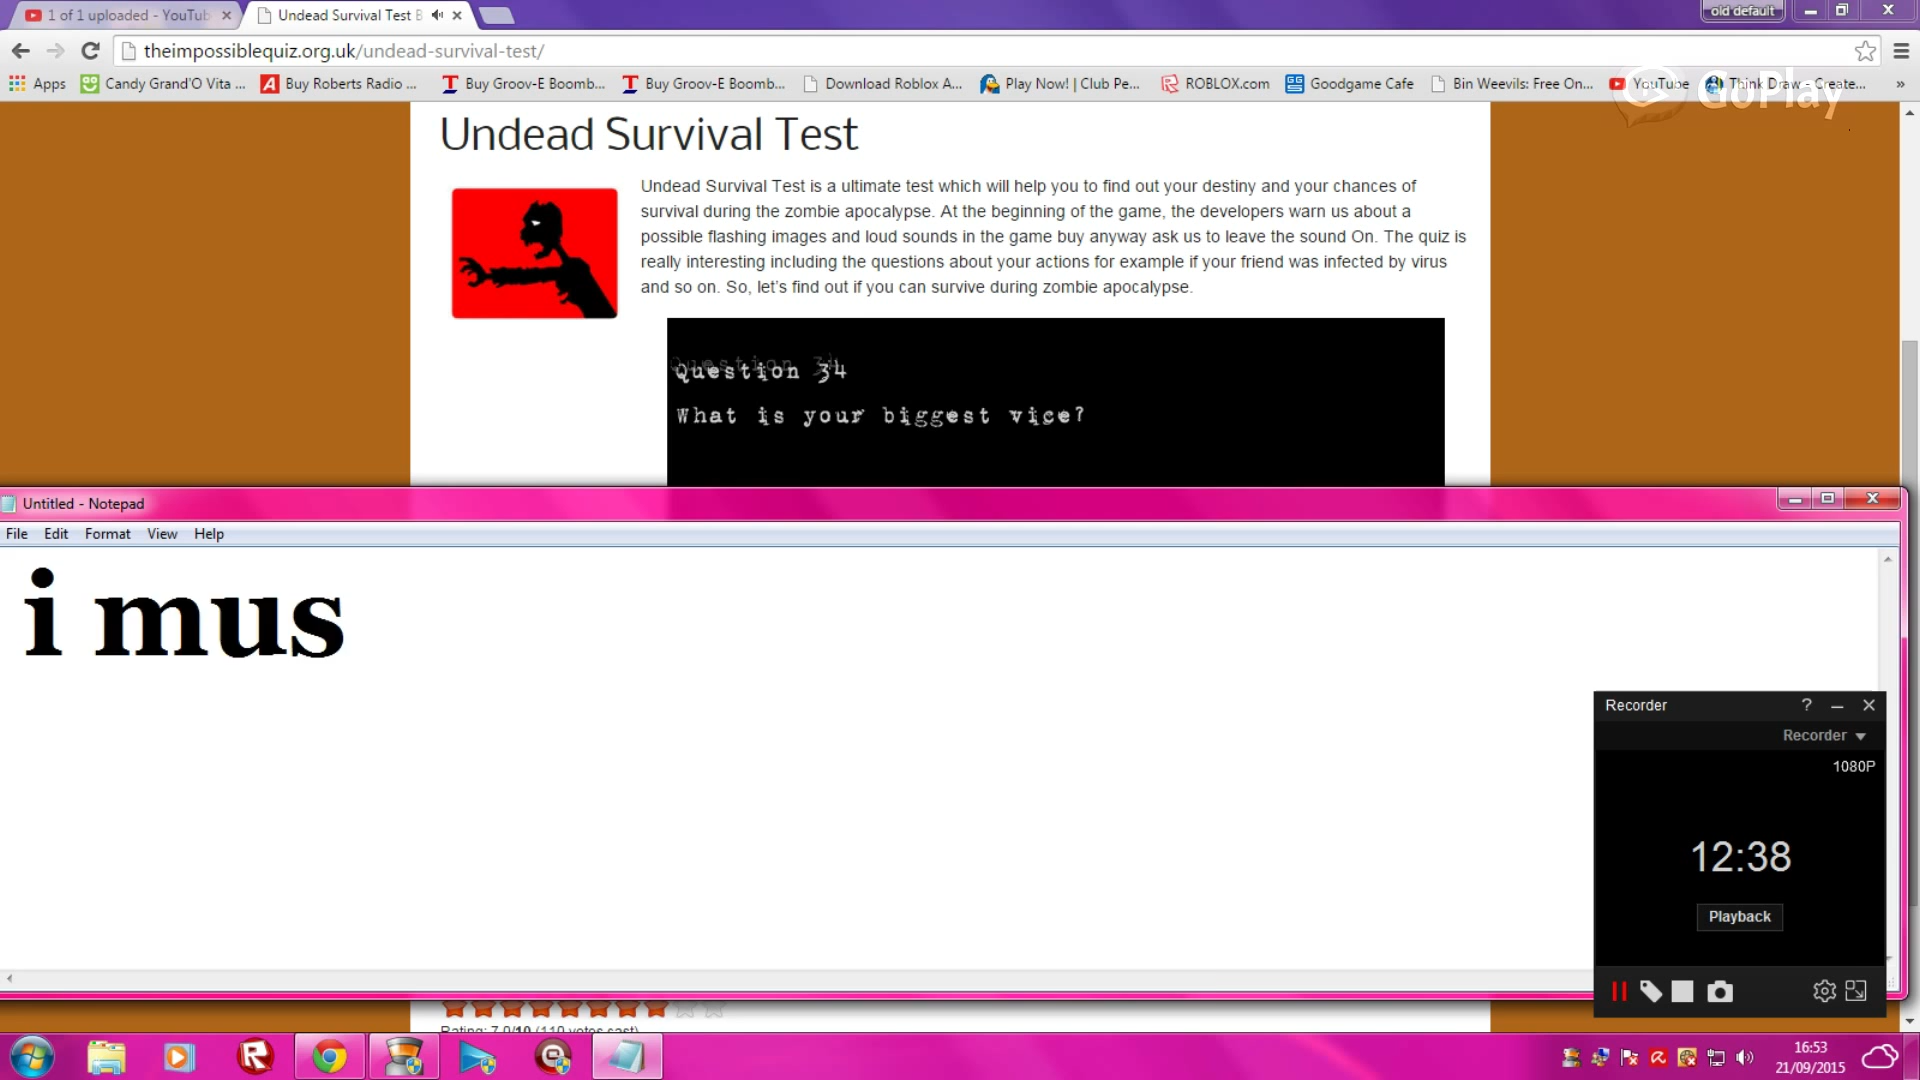 1 of 1 uploaded - YouTub
Undead Survival Test B
old default
theimpossiblequiz.org.uk/undead-survival-test/
Apps
Candy Grand'O Vita ...
Buy Roberts Radio ...
Buy Groov-E Boomb...
Buy Groov-E Boomb...
Download Roblox A...
Play Now! | Club Pe...
ROBLOX.com
Goodgame Cafe
Bin Weevils: Free On...
YouTube
Think Draw - Create...
»
GoPlay
Undead Survival Test
Undead Survival Test is a ultimate test which will help you to find out your destiny and your chances of
survival during the zombie apocalypse. At the beginning of the game, the developers warn us about a
possible flashing images and loud sounds in the game buy anyway ask us to leave the sound On. The quiz is
really interesting including the questions about your actions for example if your friend was infected by virus
and so on. So, let's find out if you can survive during zombie apocalypse.
Question 34
What is your biggest vice?
Untitled - Notepad
File Edit Format View Help
i mus
Recorder
Recorder
1080P
12:38
Playback
Rating: 7.0/10 (110 votes cast)
16:53
21/09/2015